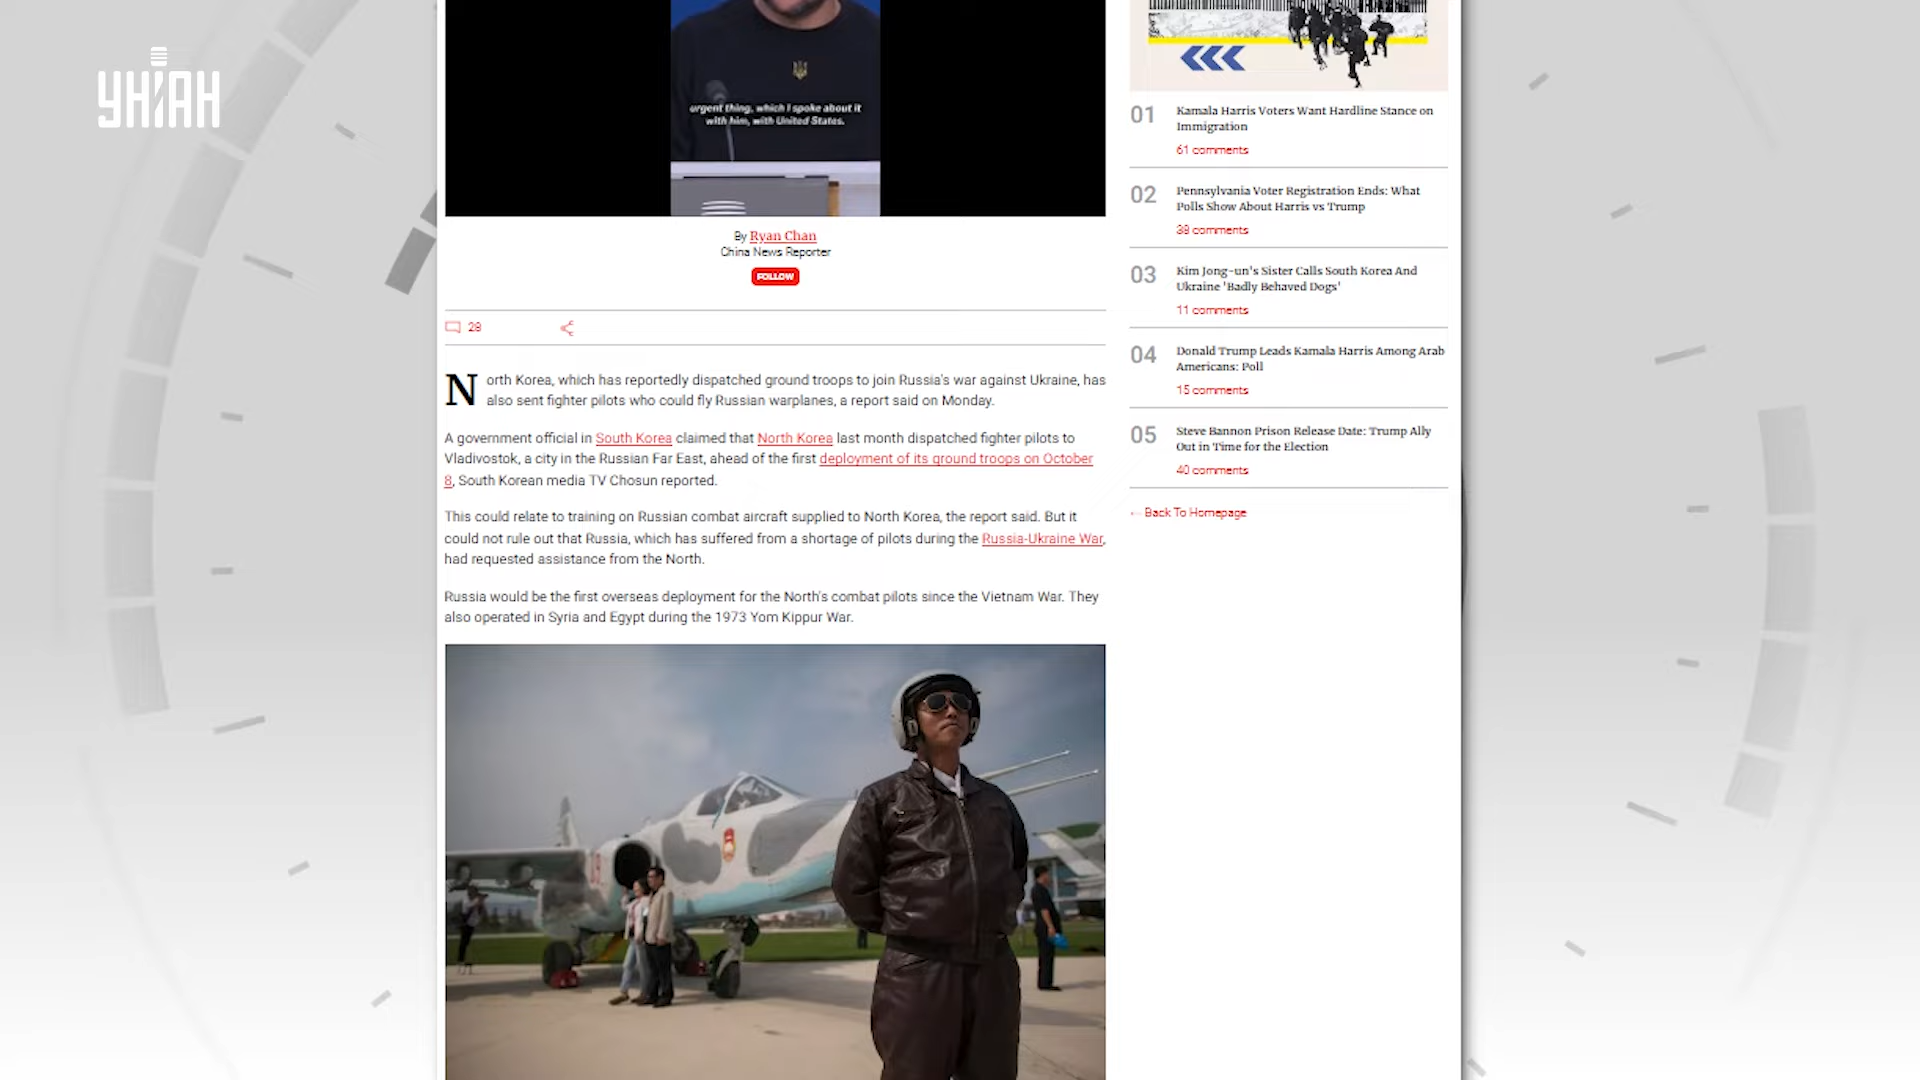 УНІАН
urgent thing, which I spoke about it
with him, with United States.
By Ryan Chan
China News Reporter
FOLLOW
28
North Korea, which has reportedly dispatched ground troops to join Russia's war against Ukraine, has
also sent fighter pilots who could fly Russian warplanes, a report said on Monday.
A government official in South Korea claimed that North Korea last month dispatched fighter pilots to
Vladivostok, a city in the Russian Far East, ahead of the first deployment of its ground troops on October
8, South Korean media TV Chosun reported.
This could relate to training on Russian combat aircraft supplied to North Korea, the report said. But it
could not rule out that Russia, which has suffered from a shortage of pilots during the Russia-Ukraine War,
had requested assistance from the North.
Russia would be the first overseas deployment for the North's combat pilots since the Vietnam War. They
also operated in Syria and Egypt during the 1973 Yom Kippur War.
01 Kamala Harris Voters Want Hardline Stance on
Immigration
61 comments
02 Pennsylvania Voter Registration Ends: What
Polls Show About Harris vs Trump
38 comments
03 Kim Jong-un's Sister Calls South Korea And
Ukraine 'Badly Behaved Dogs'
11 comments
04 Donald Trump Leads Kamala Harris Among Arab
Americans: Poll
15 comments
05 Steve Bannon Prison Release Date: Trump Ally
Out in Time for the Election
40 comments
← Back To Homepage